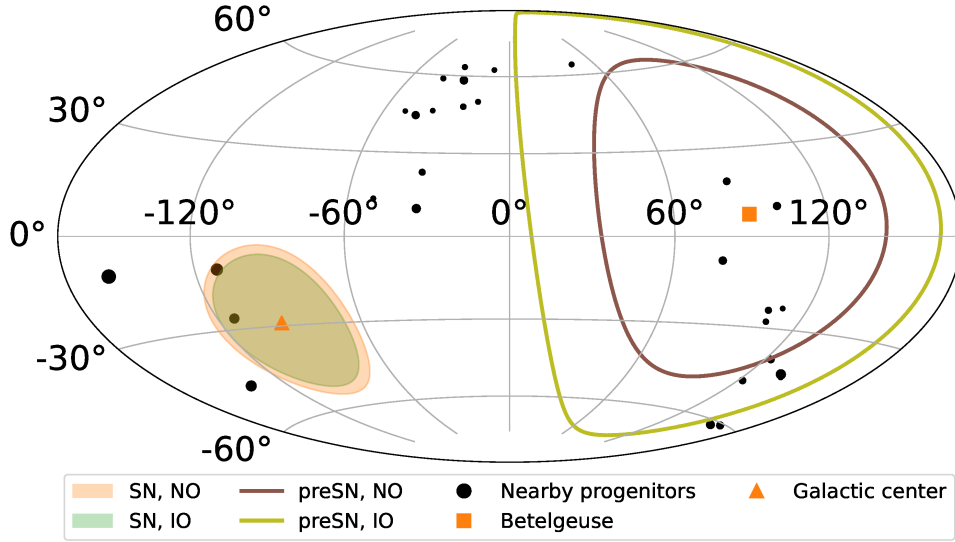 60°
30°
-120° -60° 0° 60° 120°
0°
-30°
-60°
SN, NO preSN, NO Nearby progenitors Galactic center
SN, IO preSN, IO Betelgeuse